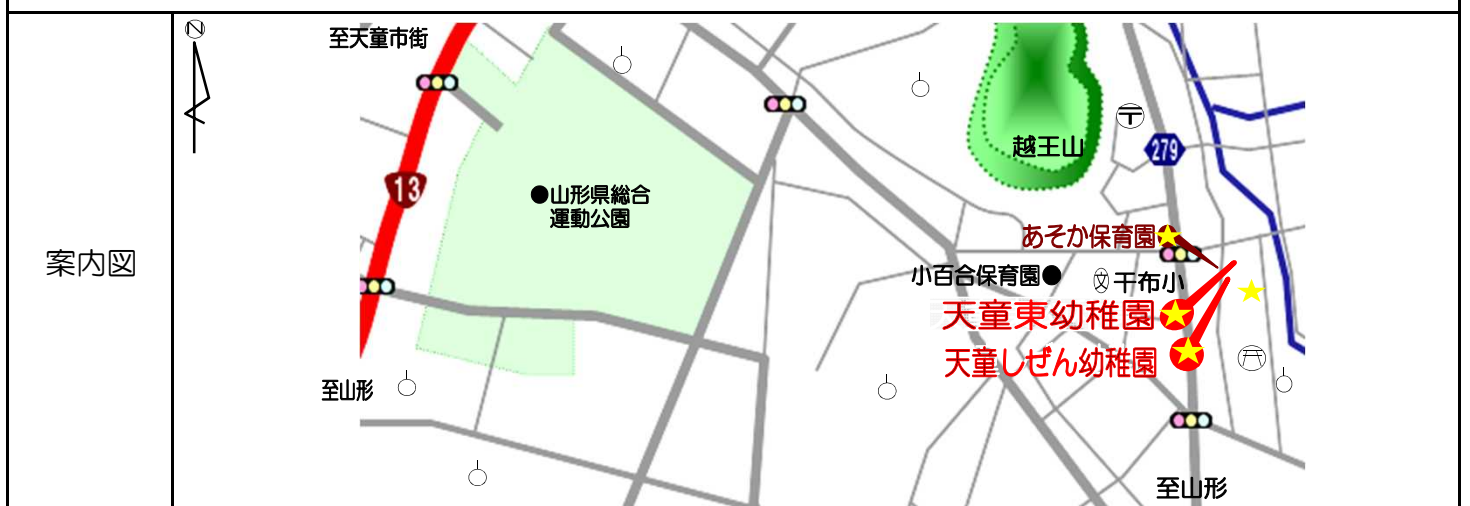 案内図
N
至天童市街
13
●山形県総合
運動公園
越王山
〒
279
あそか保育園
小百合保育園●
文干布小
天童東幼稚園
天童しぜん幼稚園
至山形
至山形